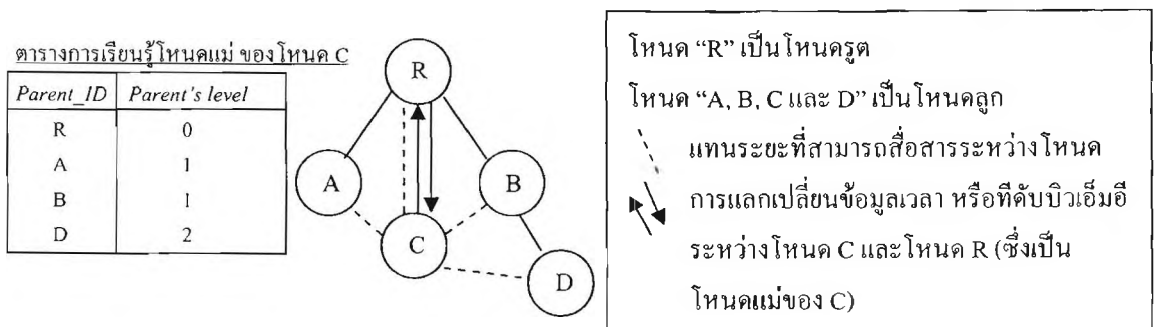 ตารางการเรียนรู้โหนดแม่ ของโหนด C
Parent_ID Parent's level
R 0
A 1
B 1
D 2
R
A
B
C
D
โหนด “R” เป็นโหนดรูต
โหนด “A, B, C และ D” เป็นโหนดลูก
แทนระยะที่สามารถสื่อสารระหว่างโหนด
การแลกเปลี่ยนข้อมูลเวลา หรือทีดับบิวเอ็มอี
ระหว่างโหนด C และโหนด R (ซึ่งเป็น
โหนดแม่ของ C)